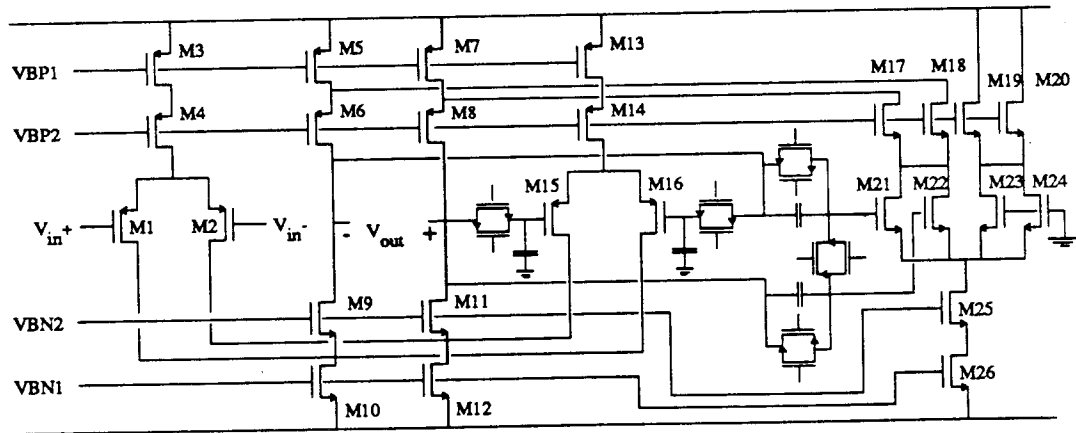 M3
M5
M7
M13
VBP1
M17
M18
M19
M20
M4
M6
M8
M14
VBP2
M15
M16
M21
M22
M23
M24
Vin+
M1
M2
Vin-
-
Vout
+
M9
M11
VBN2
M25
VBN1
M26
M10
M12